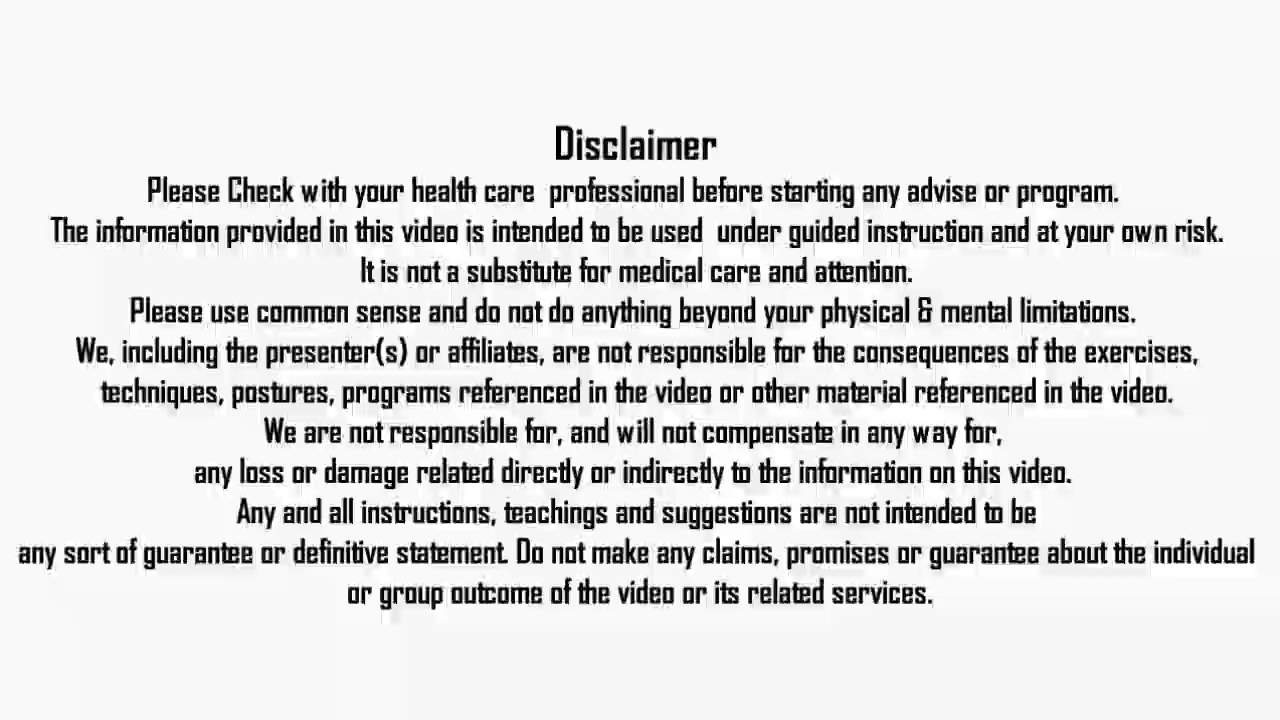 Disclaimer
Please Check with your health care professional before starting any advise or program.
The information provided in this video is intended to be used under guided instruction and at your own risk.
It is not a substitute for medical care and attention.
Please use common sense and do not do anything beyond your physical & mental limitations.
We, including the presenter(s) or affiliates, are not responsible for the consequences of the exercises,
techniques, postures, programs referenced in the video or other material referenced in the video.
We are not responsible for, and will not compensate in any way for,
any loss or damage related directly or indirectly to the information on this video.
Any and all instructions, teachings and suggestions are not intended to be
any sort of guarantee or definitive statement. Do not make any claims, promises or guarantee about the individual
or group outcome of the video or its related services.